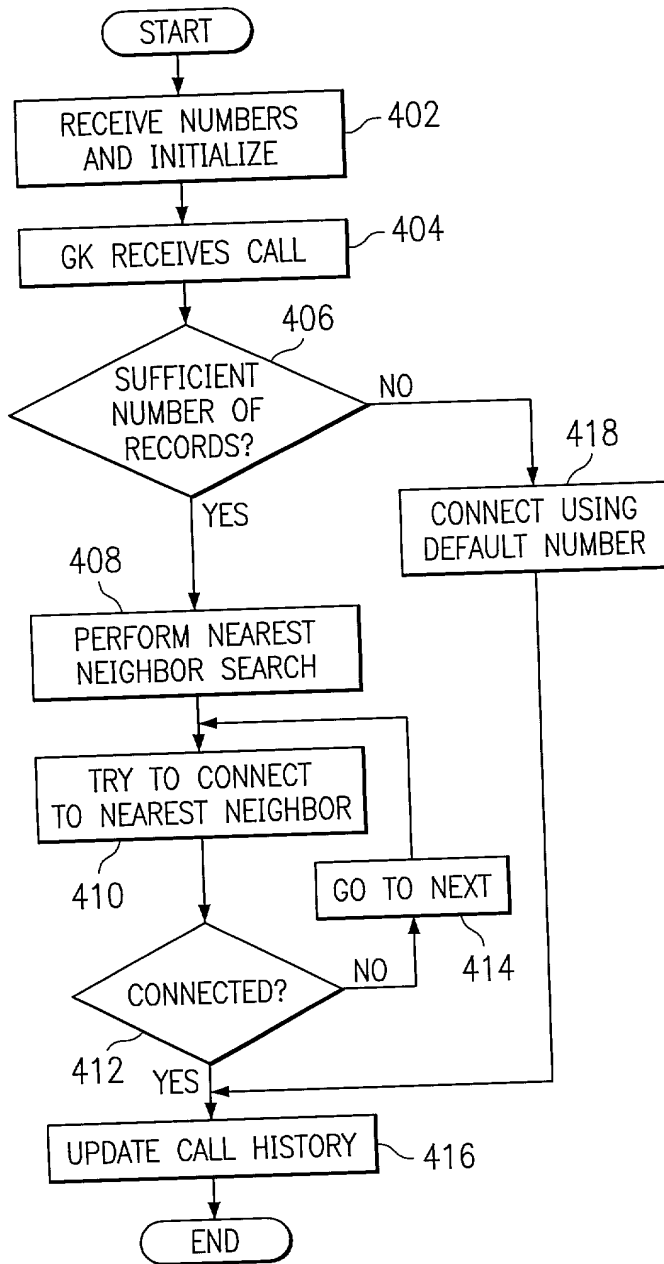 START
RECEIVE NUMBERS
AND INITIALIZE
402
GK RECEIVES CALL
404
406
SUFFICIENT
NUMBER OF
RECORDS?
NO
YES
418
CONNECT USING
DEFAULT NUMBER
408
PERFORM NEAREST
NEIGHBOR SEARCH
TRY TO CONNECT
TO NEAREST NEIGHBOR
410
GO TO NEXT
414
CONNECTED?
NO
412
YES
UPDATE CALL HISTORY
416
END